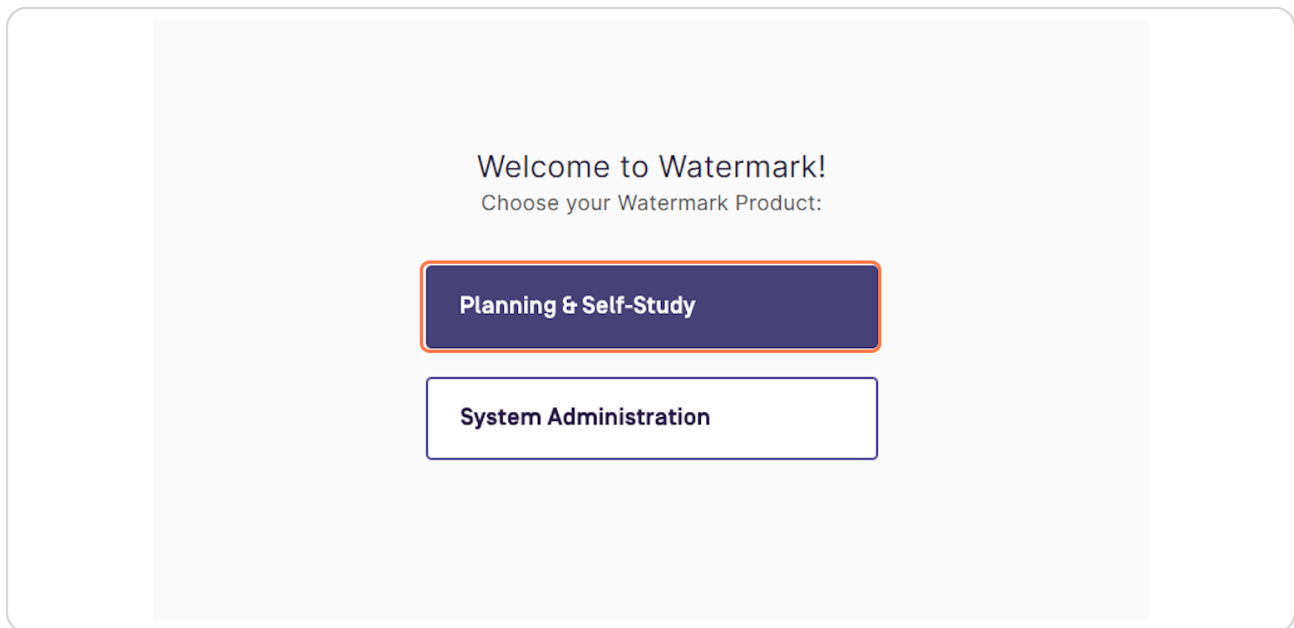 Welcome to Watermark!
Choose your Watermark Product:
Planning & Self-Study
System Administration